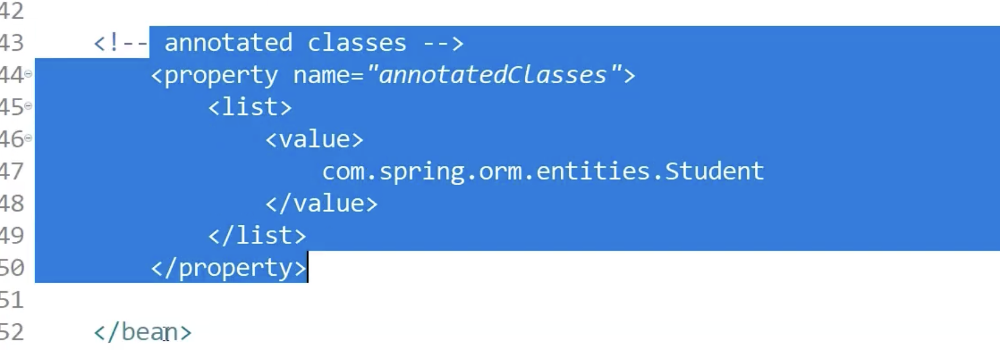 42
43 <!-- annotated classes -->
44 <property name="annotatedClasses">
45 <list>
46 <value>
47 com.spring.orm.entities.Student
48 </value>
49 </list>
50 </property>
51
52 </bean>